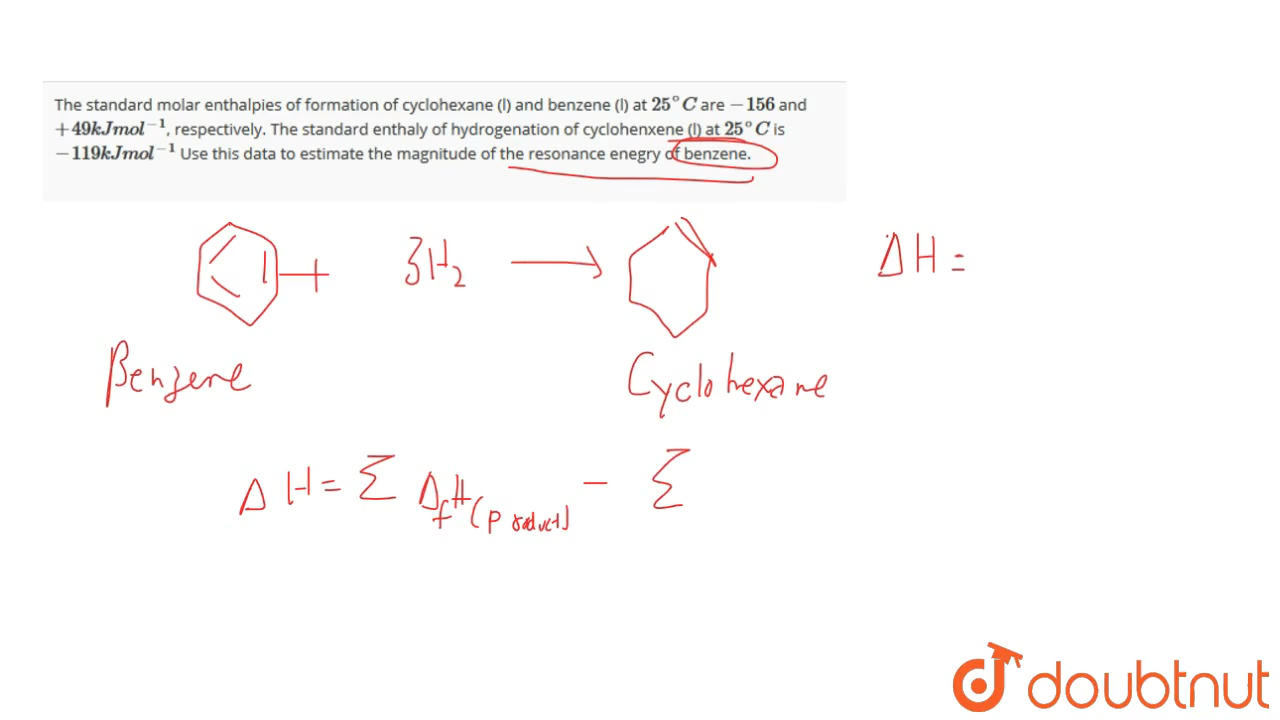 The standard molar enthalpies of formation of cyclohexane (l) and benzene (l) at 25°C are −156 and
+49kJmol⁻¹, respectively. The standard enthaly of hydrogenation of cyclohenxene (l) at 25°C is
−119kJmol⁻¹ Use this data to estimate the magnitude of the resonance enegry of benzene.
+ 3H₂ ⟶ ΔH =
Benzene Cyclohexane
ΔH = Σ Δ_f H (product) − Σ
doubtnut